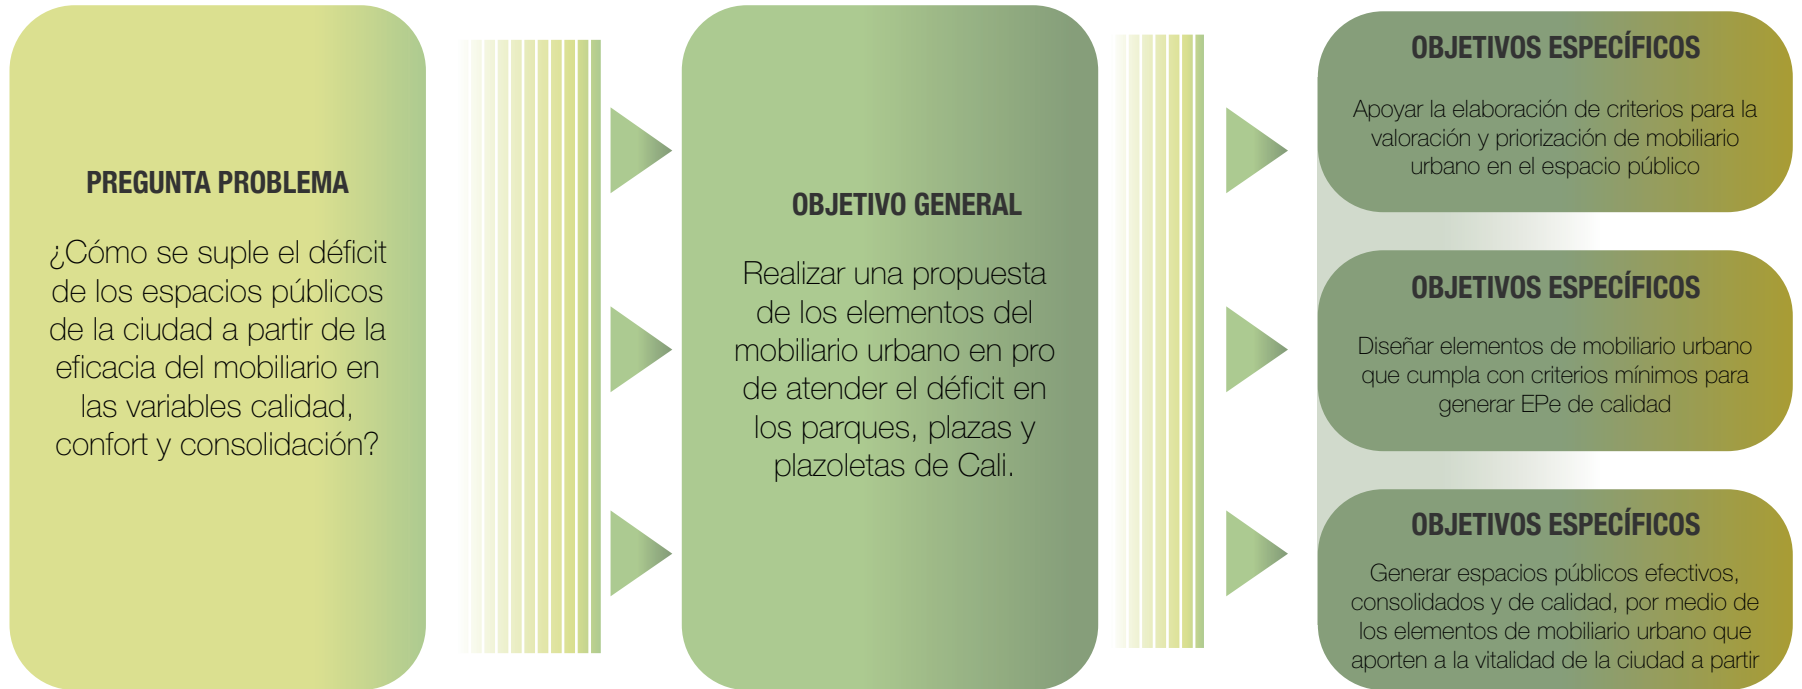 PREGUNTA PROBLEMA
¿Cómo se suple el déficit
de los espacios públicos
de la ciudad a partir de la
eficacia del mobiliario en
las variables calidad,
confort y consolidación?
OBJETIVO GENERAL
Realizar una propuesta
de los elementos del
mobiliario urbano en pro
de atender el déficit en
los parques, plazas y
plazoletas de Cali.
OBJETIVOS ESPECÍFICOS
Apoyar la elaboración de criterios para la
valoración y priorización de mobiliario
urbano en el espacio público
OBJETIVOS ESPECÍFICOS
Diseñar elementos de mobiliario urbano
que cumpla con criterios mínimos para
generar EPe de calidad
OBJETIVOS ESPECÍFICOS
Generar espacios públicos efectivos,
consolidados y de calidad, por medio de
los elementos de mobiliario urbano que
aporten a la vitalidad de la ciudad a partir